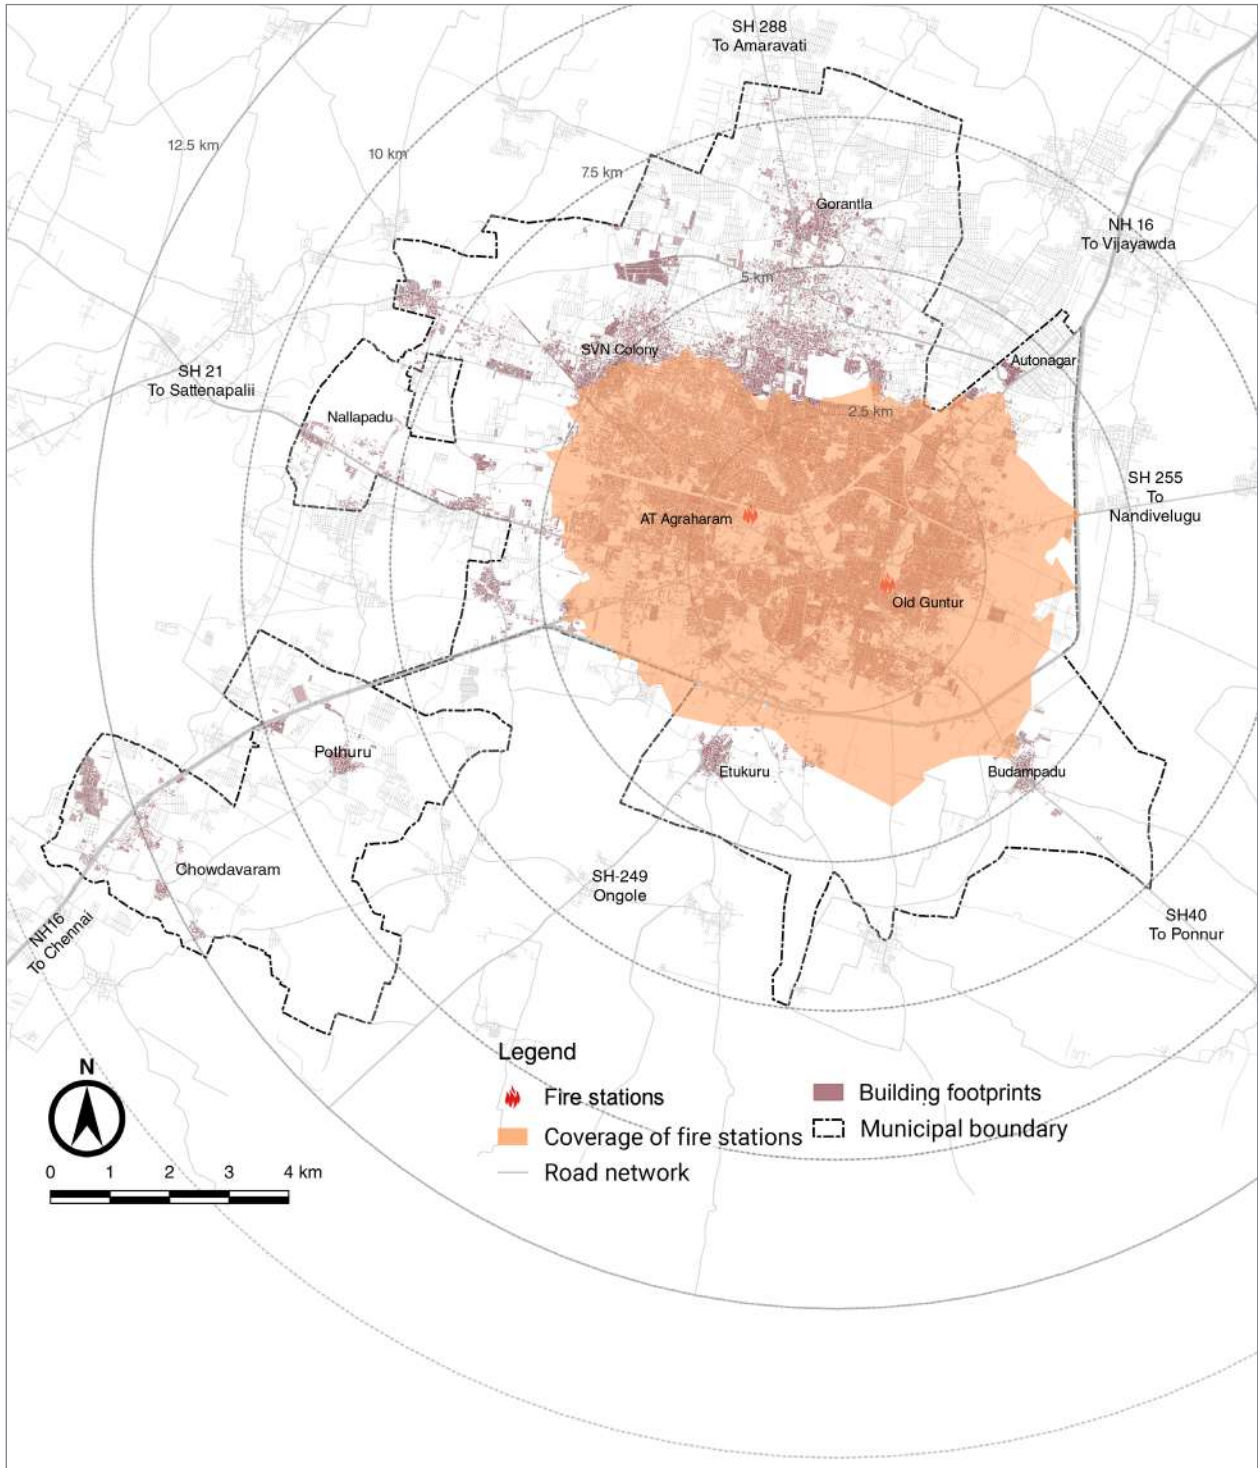 SH 288
To Amaravati
12.5 km
10 km
7.5 km
Gorantla
NH 16
To Vijayawda
5 km
SVN Colony
Autonagar
SH 21
To Sattenapalii
Nallapadu
2.5 km
SH 255
To
Nandivelugu
AT Agraharam
Old Guntur
Pothuru
Etukuru
Budampadu
Chowdavaram
SH-249
Ongole
NH16
To Chennai
SH40
To Ponnur
N
0 1 2 3 4 km
Legend
Fire stations
Coverage of fire stations
Road network
Building footprints
Municipal boundary